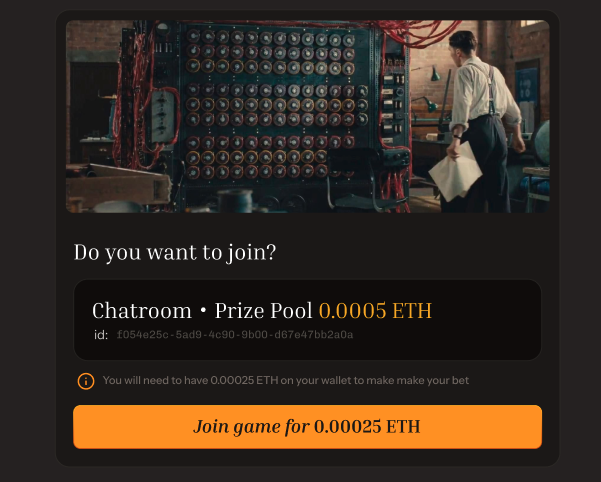 Do you want to join?
Chatroom • Prize Pool 0.0005 ETH
id: f054e25c-5ad9-4c90-9b00-d67e47bb2a0a
You will need to have 0.00025 ETH on your wallet to make make your bet
Join game for 0.00025 ETH